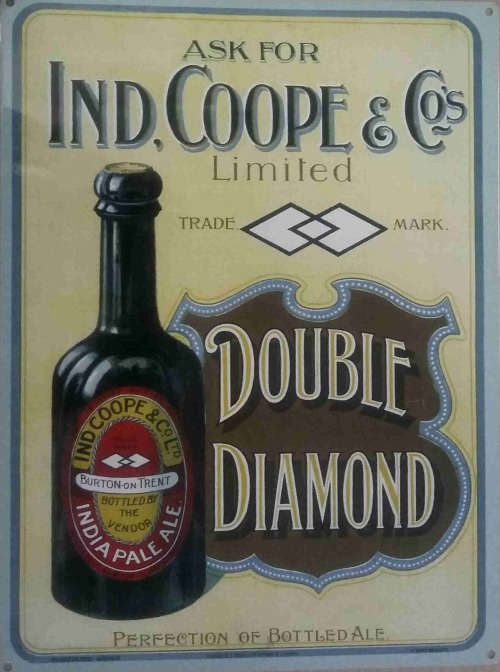 ASK FOR
IND, COOPE & CO'S
Limited
TRADE MARK.
DOUBLE
DIAMOND
IND COOPE & CO LTD.
BURTON-ON-TRENT
BOTTLED BY
THE
VENDOR
INDIA PALE ALE.
PERFECTION OF BOTTLED ALE.